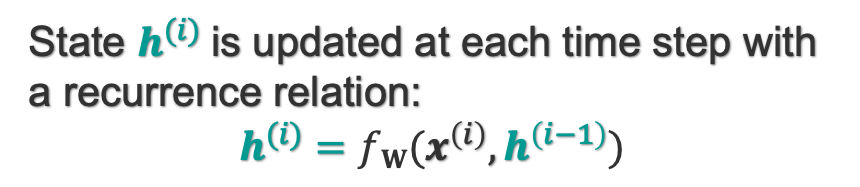 State h⁽ⁱ⁾ is updated at each time step with
a recurrence relation:
h⁽ⁱ⁾ = f_W(x⁽ⁱ⁾, h⁽ⁱ⁻¹⁾)